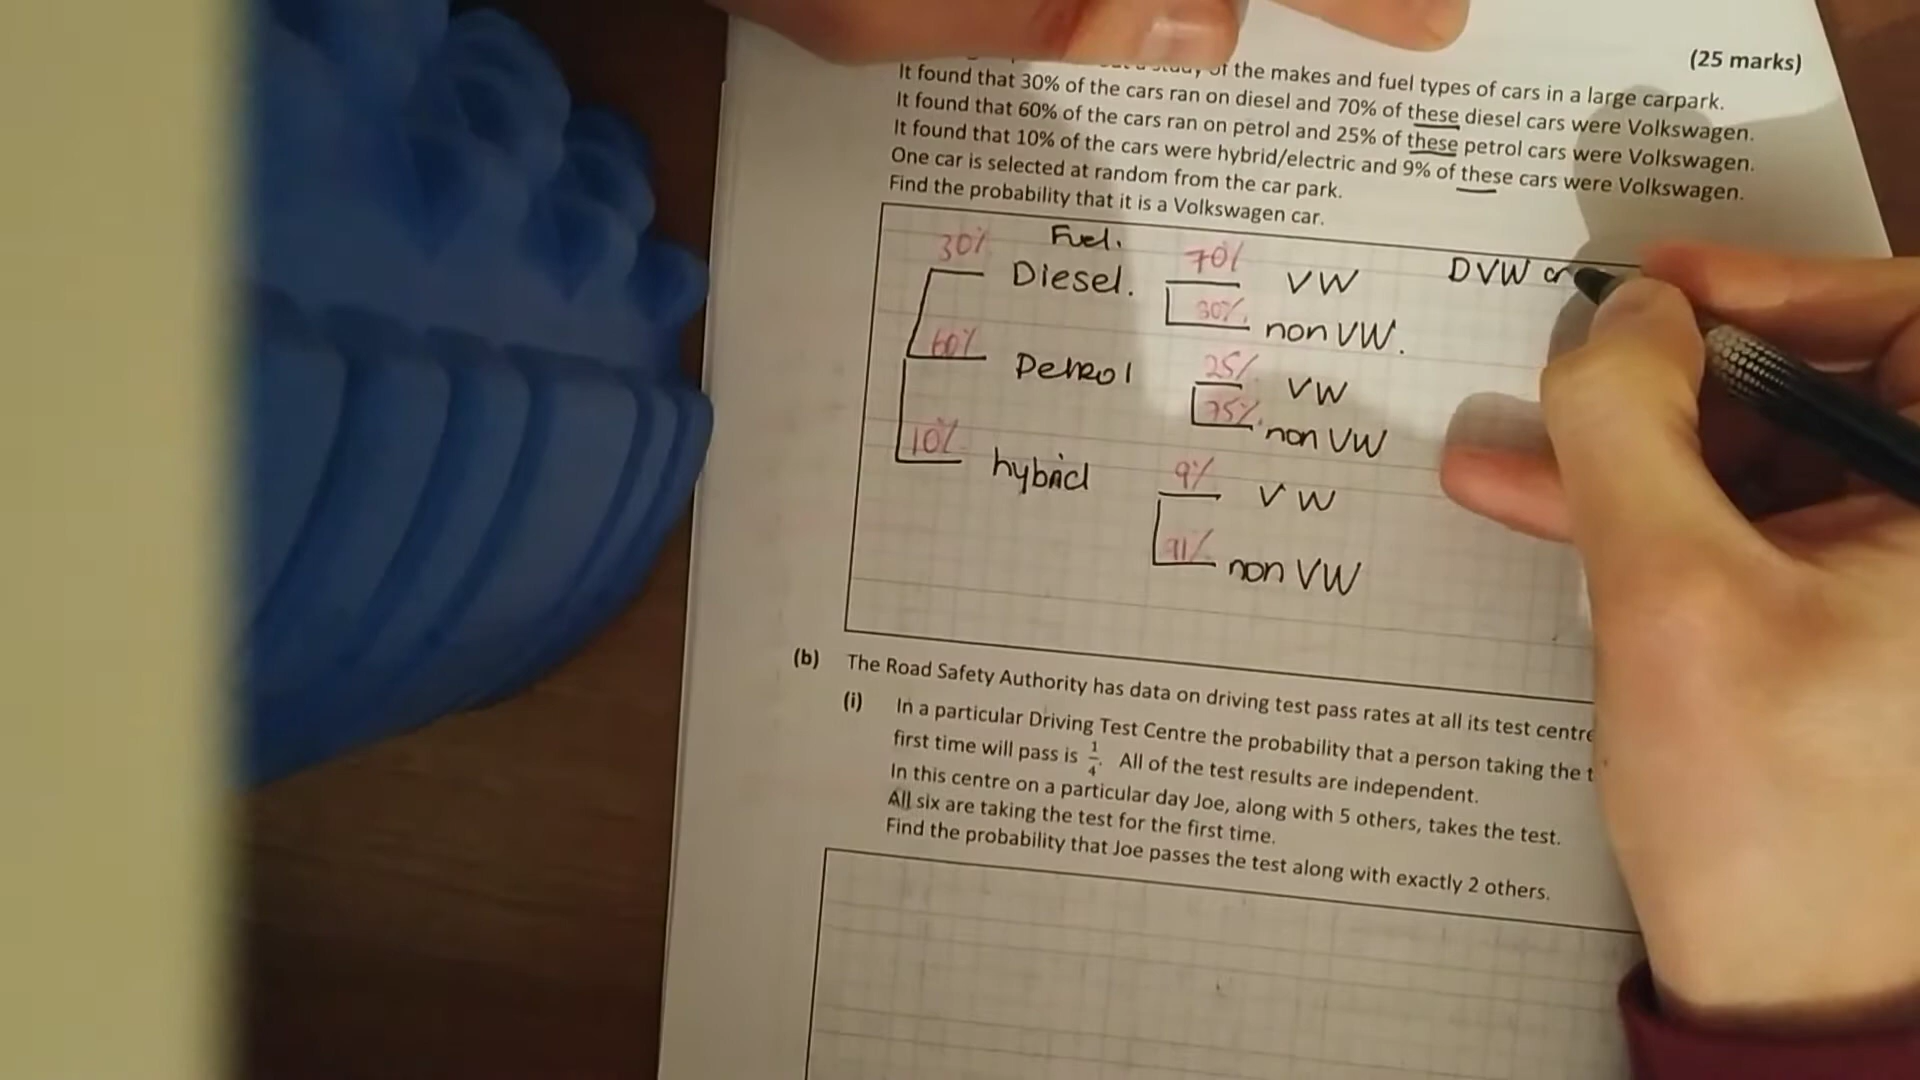 (25 marks)
of the makes and fuel types of cars in a large carpark.
It found that 30% of the cars ran on diesel and 70% of these diesel cars were Volkswagen.
It found that 60% of the cars ran on petrol and 25% of these petrol cars were Volkswagen.
It found that 10% of the cars were hybrid/electric and 9% of these cars were Volkswagen.
One car is selected at random from the car park.
Find the probability that it is a Volkswagen car.
Fuel.
30% Diesel. 70% VW DVW or
30% non VW.
60% Petrol 25% VW
75% non VW
10% hybrid 9% VW
91% non VW
(b) The Road Safety Authority has data on driving test pass rates at all its test centre
(i) In a particular Driving Test Centre the probability that a person taking the t
first time will pass is 1/4. All of the test results are independent.
In this centre on a particular day Joe, along with 5 others, takes the test.
All six are taking the test for the first time.
Find the probability that Joe passes the test along with exactly 2 others.